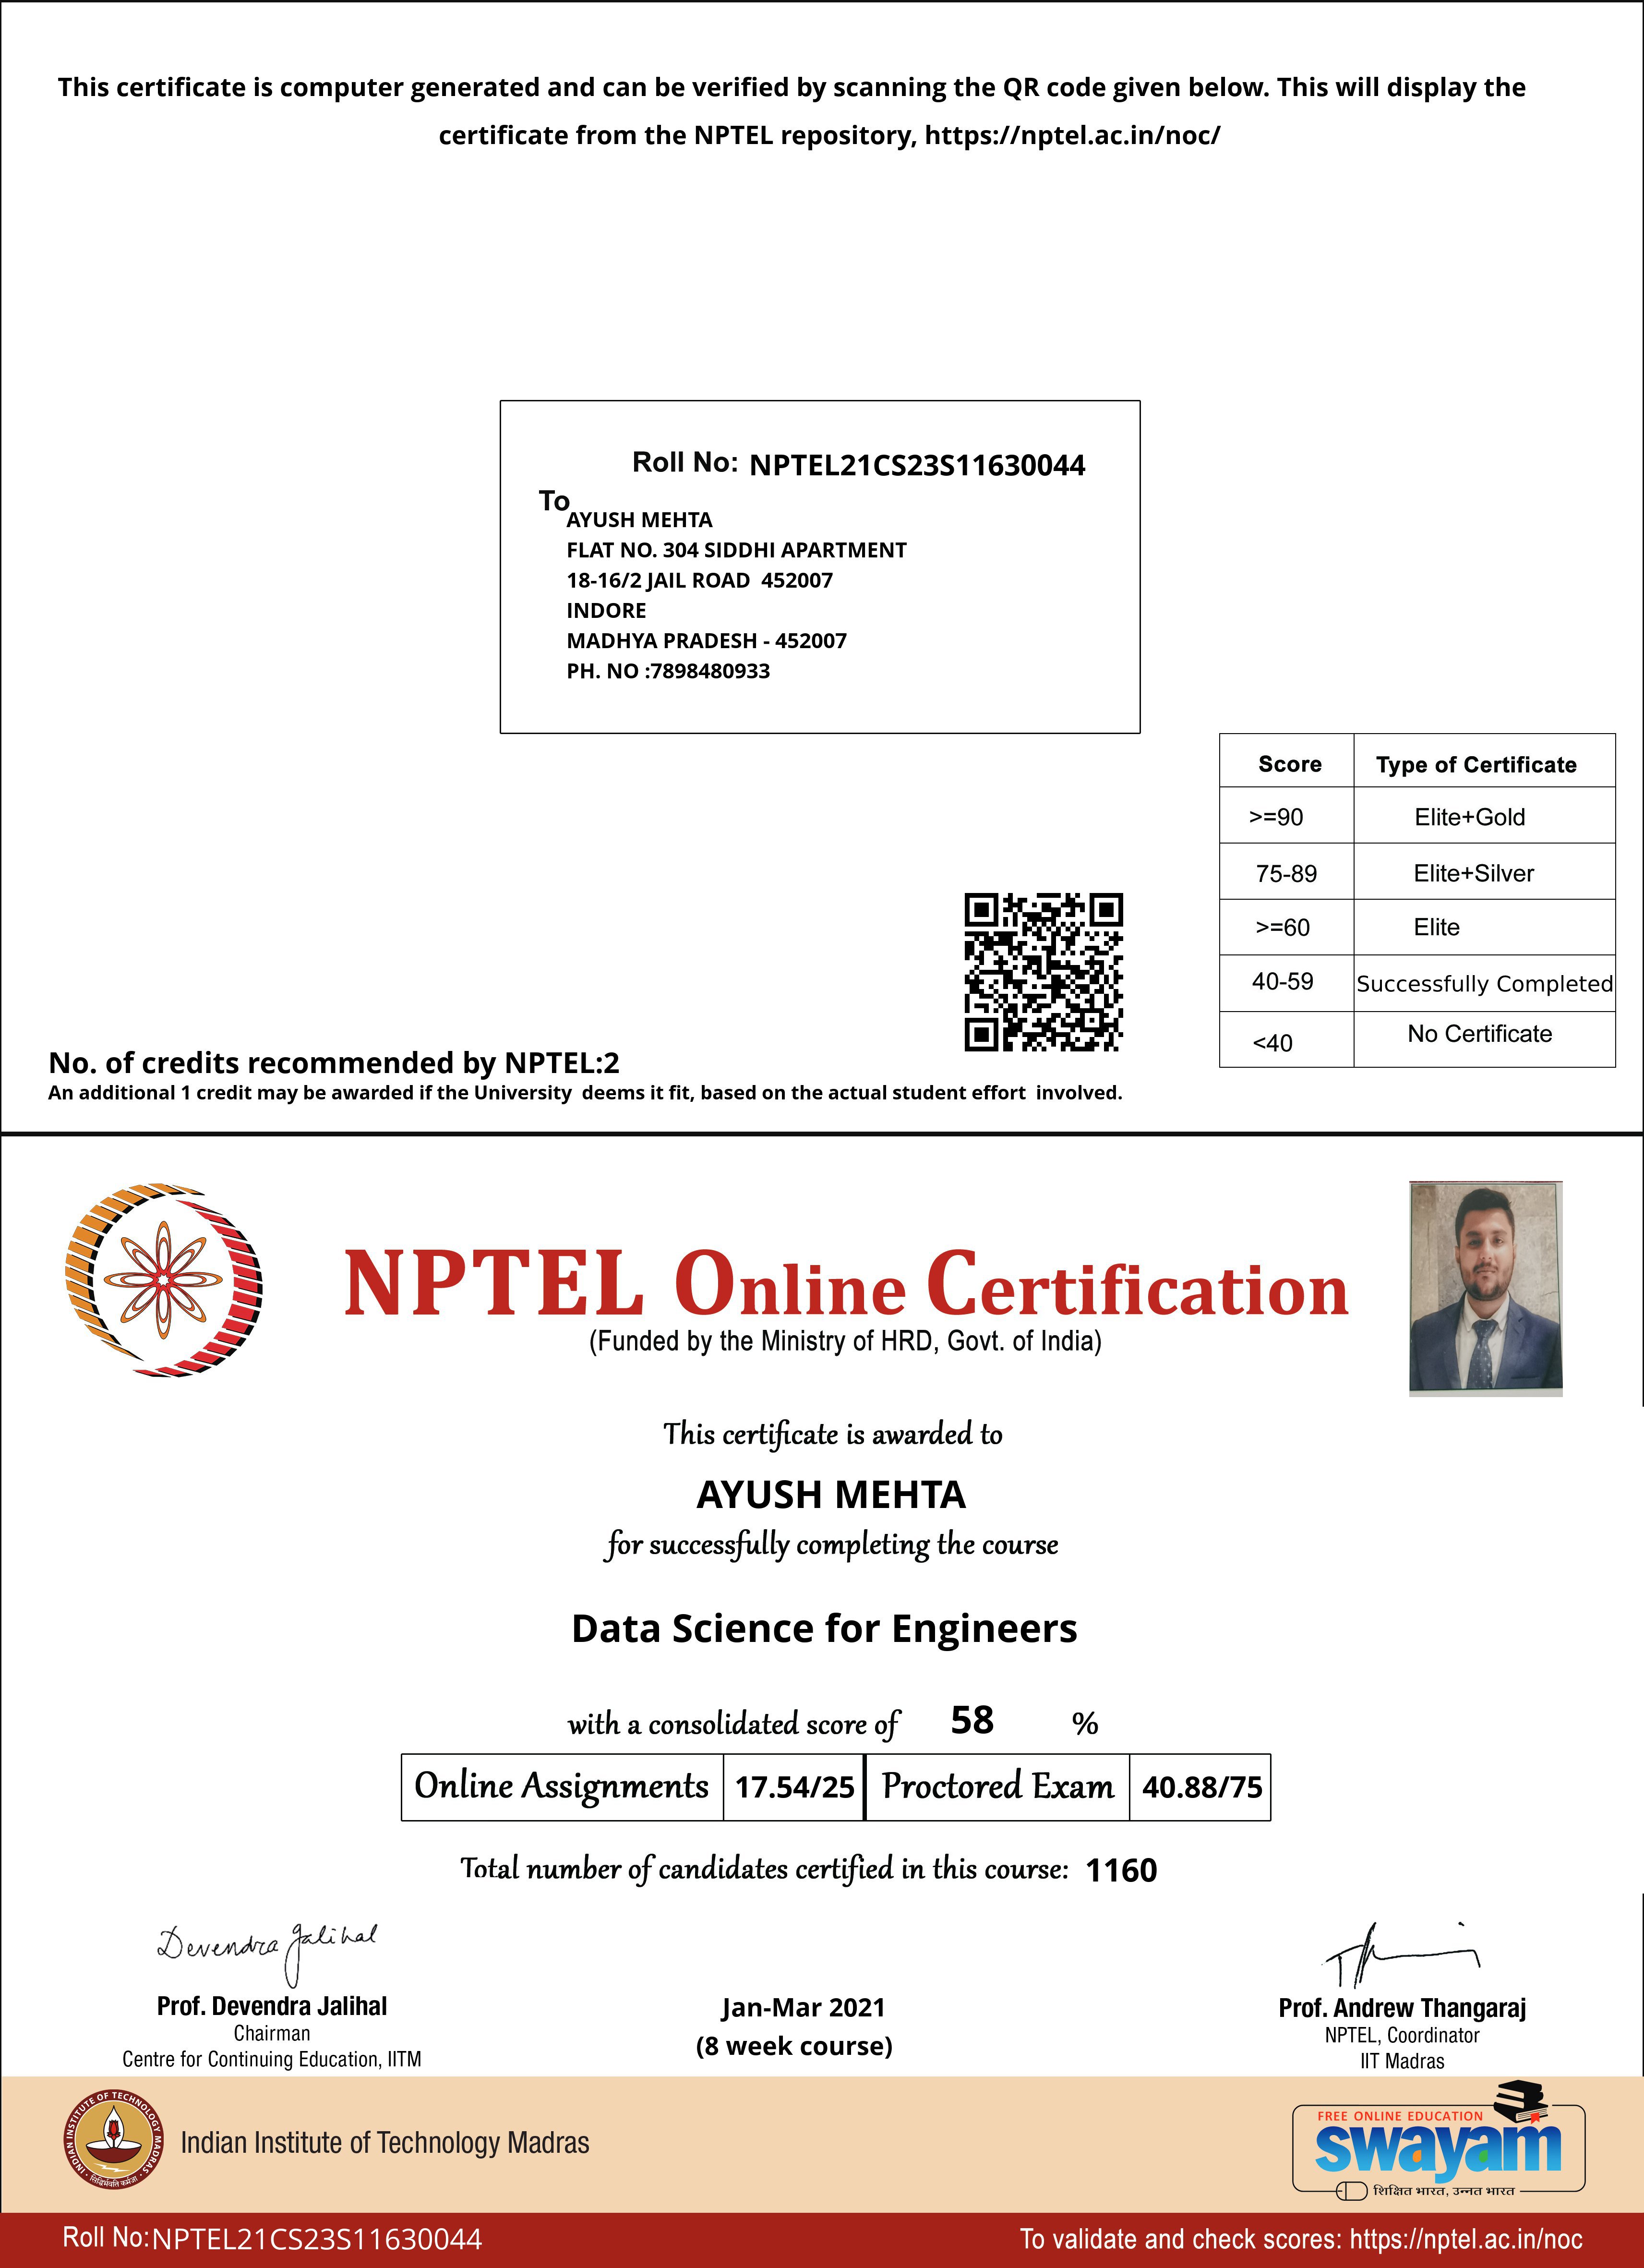 This certificate is computer generated and can be verified by scanning the QR code given below. This will display the
certificate from the NPTEL repository, https://nptel.ac.in/noc/
Roll No: NPTEL21CS23S11630044
To
AYUSH MEHTA
FLAT NO. 304 SIDDHI APARTMENT
18-16/2 JAIL ROAD 452007
INDORE
MADHYA PRADESH - 452007
PH. NO :7898480933
Score Type of Certificate
>=90 Elite+Gold
75-89 Elite+Silver
>=60 Elite
40-59 Successfully Completed
<40 No Certificate
No. of credits recommended by NPTEL:2
An additional 1 credit may be awarded if the University deems it fit, based on the actual student effort involved.
NPTEL Online Certification
(Funded by the Ministry of HRD, Govt. of India)
This certificate is awarded to
AYUSH MEHTA
for successfully completing the course
Data Science for Engineers
with a consolidated score of 58 %
Online Assignments 17.54/25 Proctored Exam 40.88/75
Total number of candidates certified in this course: 1160
Devendra Jalihal
Prof. Devendra Jalihal
Chairman
Centre for Continuing Education, IITM
Jan-Mar 2021
(8 week course)
Prof. Andrew Thangaraj
NPTEL, Coordinator
IIT Madras
INDIAN INSTITUTE OF TECHNOLOGY MADRAS
सिद्धिर्भवति कर्मजा
Indian Institute of Technology Madras
FREE ONLINE EDUCATION
swayam
शिक्षित भारत, उन्नत भारत
Roll No: NPTEL21CS23S11630044
To validate and check scores: https://nptel.ac.in/noc